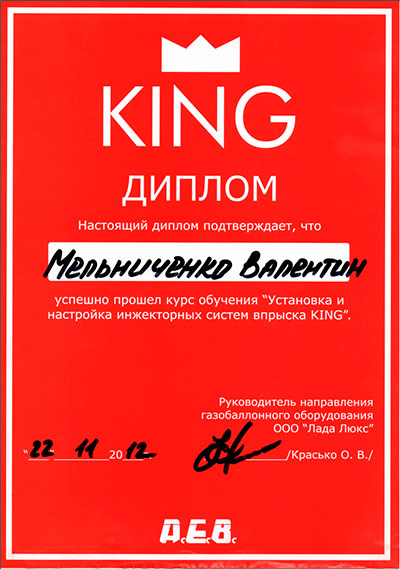 KING
ДИПЛОМ
Настоящий диплом подтверждает, что
Мельниченко Валентин
успешно прошел курс обучения “Установка и
настройка инжекторных систем впрыска KING”.
Руководитель направления
газобаллонного оборудования
ООО “Лада Люкс”
“ 22 11 2012 /Красько О. В./
A.E.B.